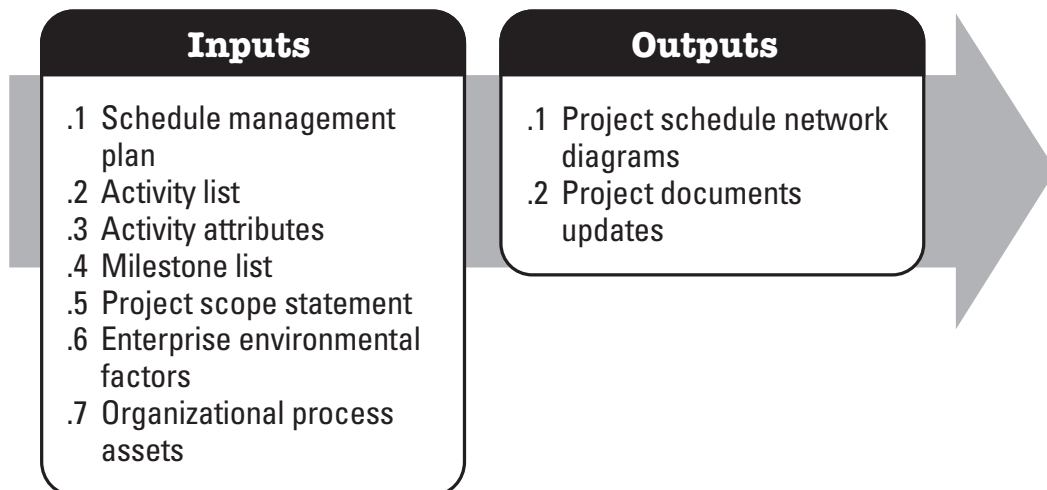 Inputs
.1 Schedule management
plan
.2 Activity list
.3 Activity attributes
.4 Milestone list
.5 Project scope statement
.6 Enterprise environmental
factors
.7 Organizational process
assets
Outputs
.1 Project schedule network
diagrams
.2 Project documents
updates